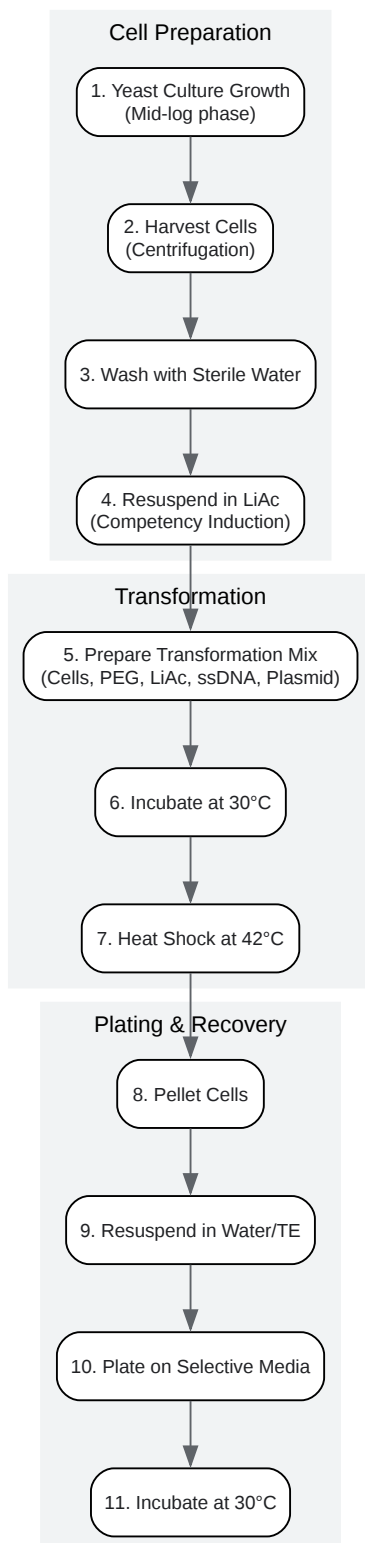 Cell Preparation
1. Yeast Culture Growth
(Mid-log phase)
2. Harvest Cells
(Centrifugation)
3. Wash with Sterile Water
4. Resuspend in LiAc
(Competency Induction)
Transformation
5. Prepare Transformation Mix
(Cells, PEG, LiAc, ssDNA, Plasmid)
6. Incubate at 30°C
7. Heat Shock at 42°C
Plating & Recovery
8. Pellet Cells
9. Resuspend in Water/TE
10. Plate on Selective Media
11. Incubate at 30°C